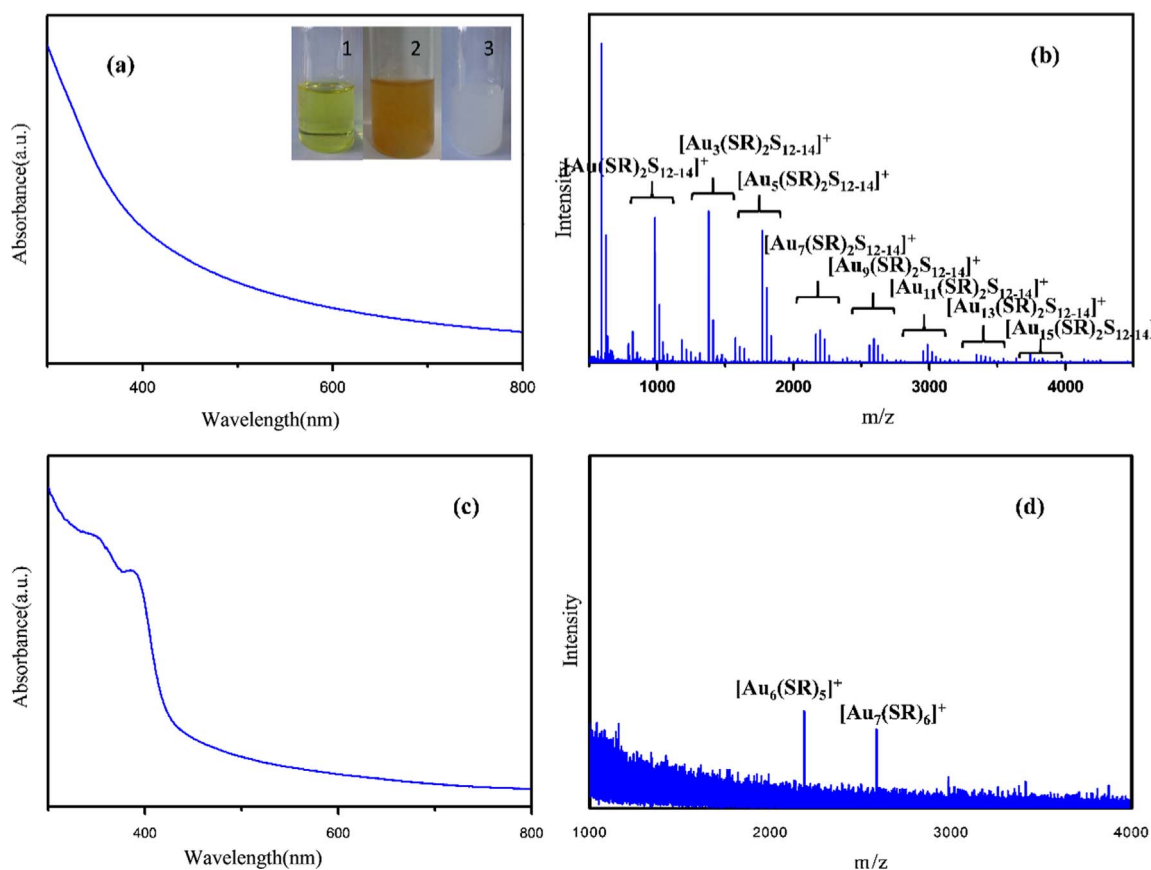 (a)
1 2 3
Absorbance(a.u.)
400 500 600 700 800
Wavelength(nm)
(b)
[Au(SR)₂S₁₂₋₁₄]⁺
[Au₃(SR)₂S₁₂₋₁₄]⁺
[Au₅(SR)₂S₁₂₋₁₄]⁺
[Au₇(SR)₂S₁₂₋₁₄]⁺
[Au₉(SR)₂S₁₂₋₁₄]⁺
[Au₁₁(SR)₂S₁₂₋₁₄]⁺
[Au₁₃(SR)₂S₁₂₋₁₄]⁺
[Au₁₅(SR)₂S₁₂₋₁₄
Intensity
1000 2000 3000 4000
m/z
(c)
Absorbance(a.u.)
400 600 800
Wavelength(nm)
(d)
[Au₆(SR)₅]⁺
[Au₇(SR)₆]⁺
Intensity
1000 2000 3000 4000
m/z